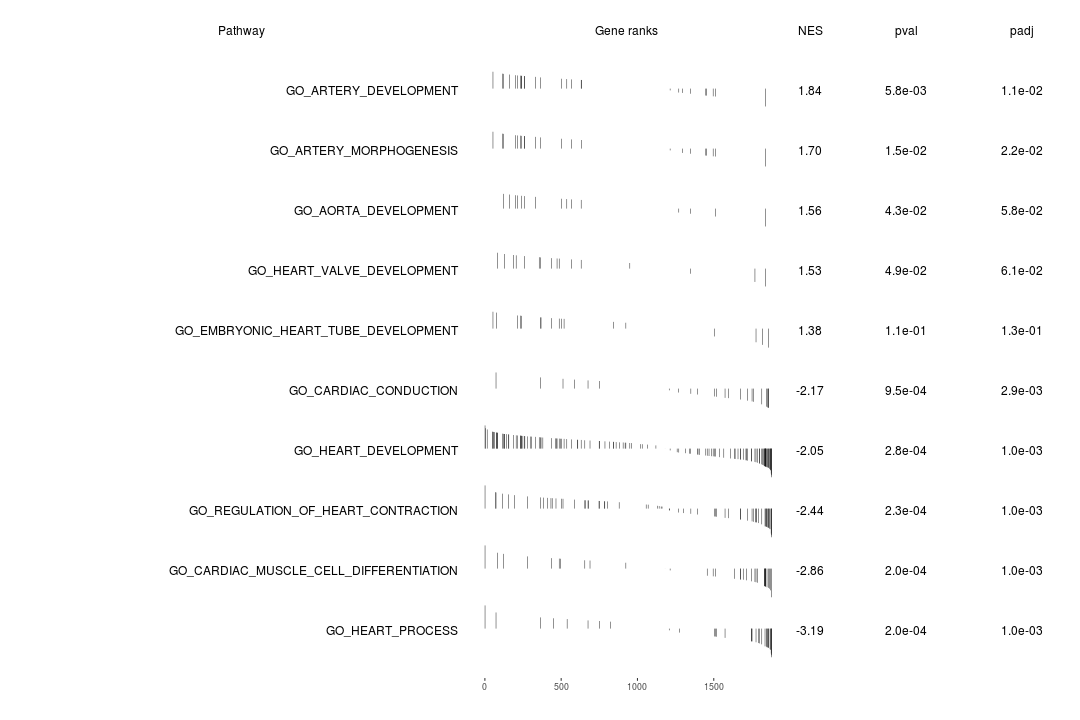 Pathway Gene ranks NES pval padj
GO_ARTERY_DEVELOPMENT 1.84 5.8e-03 1.1e-02
GO_ARTERY_MORPHOGENESIS 1.70 1.5e-02 2.2e-02
GO_AORTA_DEVELOPMENT 1.56 4.3e-02 5.8e-02
GO_HEART_VALVE_DEVELOPMENT 1.53 4.9e-02 6.1e-02
GO_EMBRYONIC_HEART_TUBE_DEVELOPMENT 1.38 1.1e-01 1.3e-01
GO_CARDIAC_CONDUCTION -2.17 9.5e-04 2.9e-03
GO_HEART_DEVELOPMENT -2.05 2.8e-04 1.0e-03
GO_REGULATION_OF_HEART_CONTRACTION -2.44 2.3e-04 1.0e-03
GO_CARDIAC_MUSCLE_CELL_DIFFERENTIATION -2.86 2.0e-04 1.0e-03
GO_HEART_PROCESS -3.19 2.0e-04 1.0e-03
0 500 1000 1500